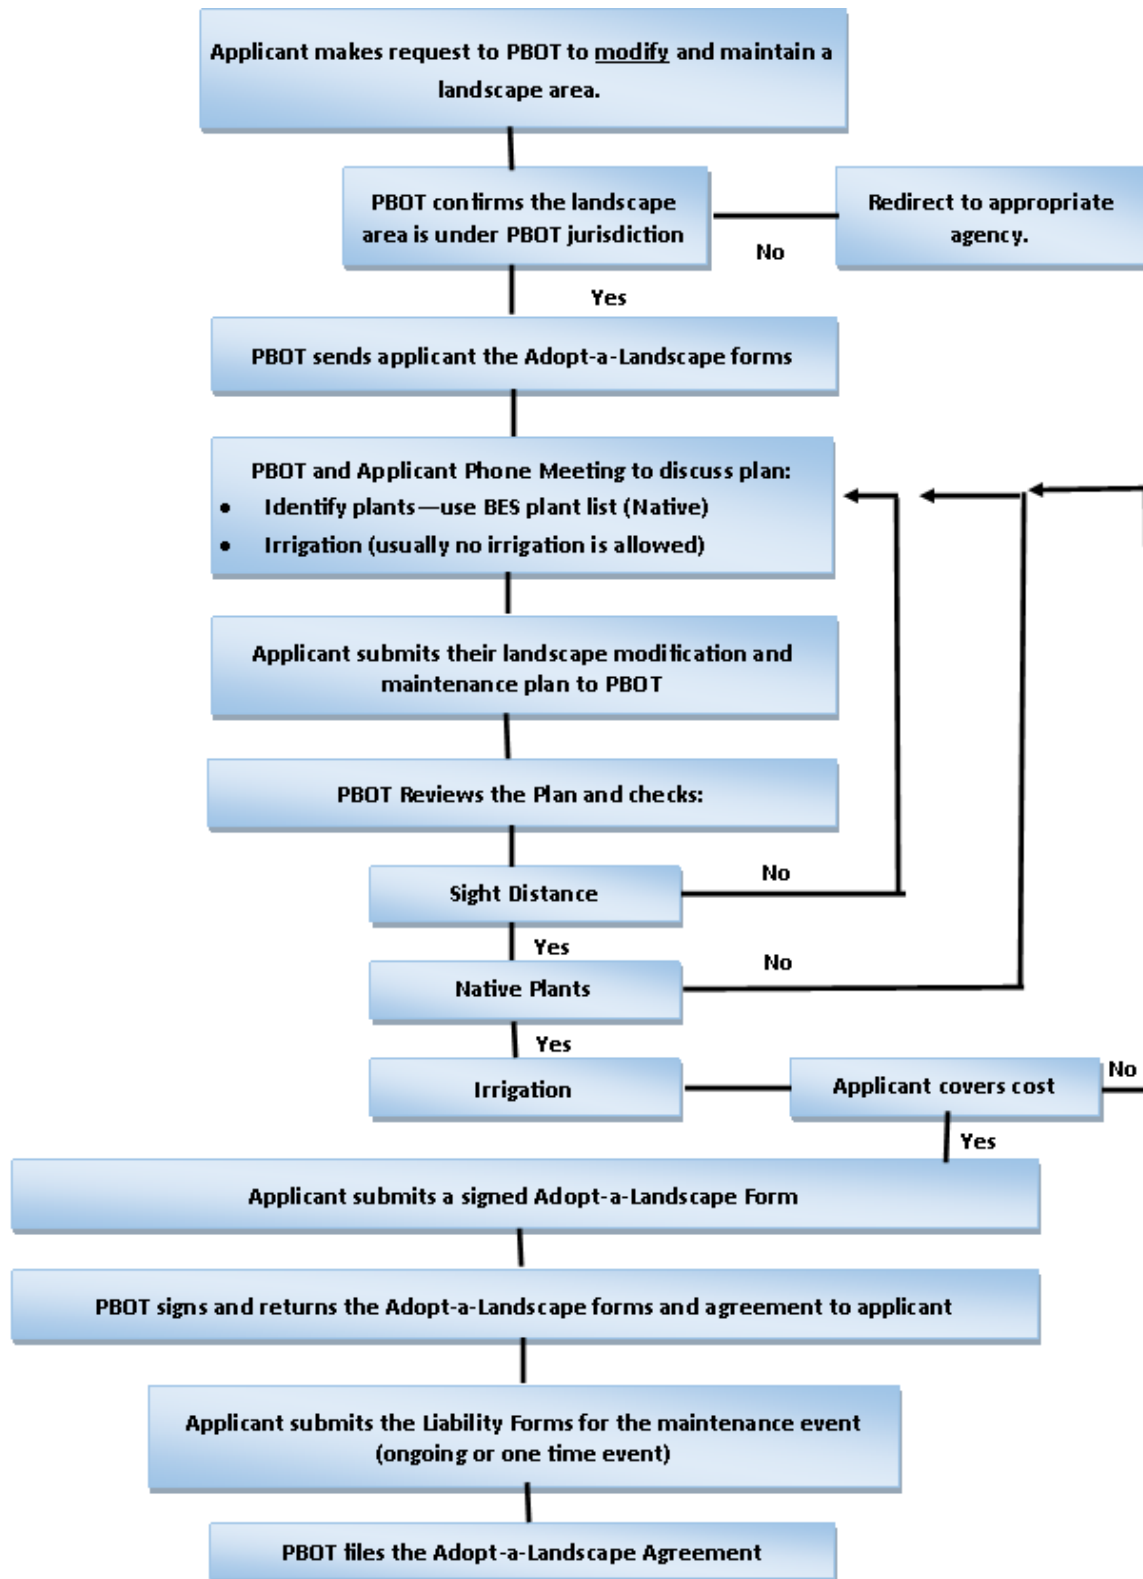 Applicant makes request to PBOT to modify and maintain a
landscape area.
PBOT confirms the landscape
area is under PBOT jurisdiction
No
Redirect to appropriate
agency.
Yes
PBOT sends applicant the Adopt-a-Landscape forms
PBOT and Applicant Phone Meeting to discuss plan:
• Identify plants—use BES plant list (Native)
• Irrigation (usually no irrigation is allowed)
Applicant submits their landscape modification and
maintenance plan to PBOT
PBOT Reviews the Plan and checks:
Sight Distance
No
Yes
Native Plants
No
Yes
Irrigation
Applicant covers cost
No
Yes
Applicant submits a signed Adopt-a-Landscape Form
PBOT signs and returns the Adopt-a-Landscape forms and agreement to applicant
Applicant submits the Liability Forms for the maintenance event
(ongoing or one time event)
PBOT files the Adopt-a-Landscape Agreement